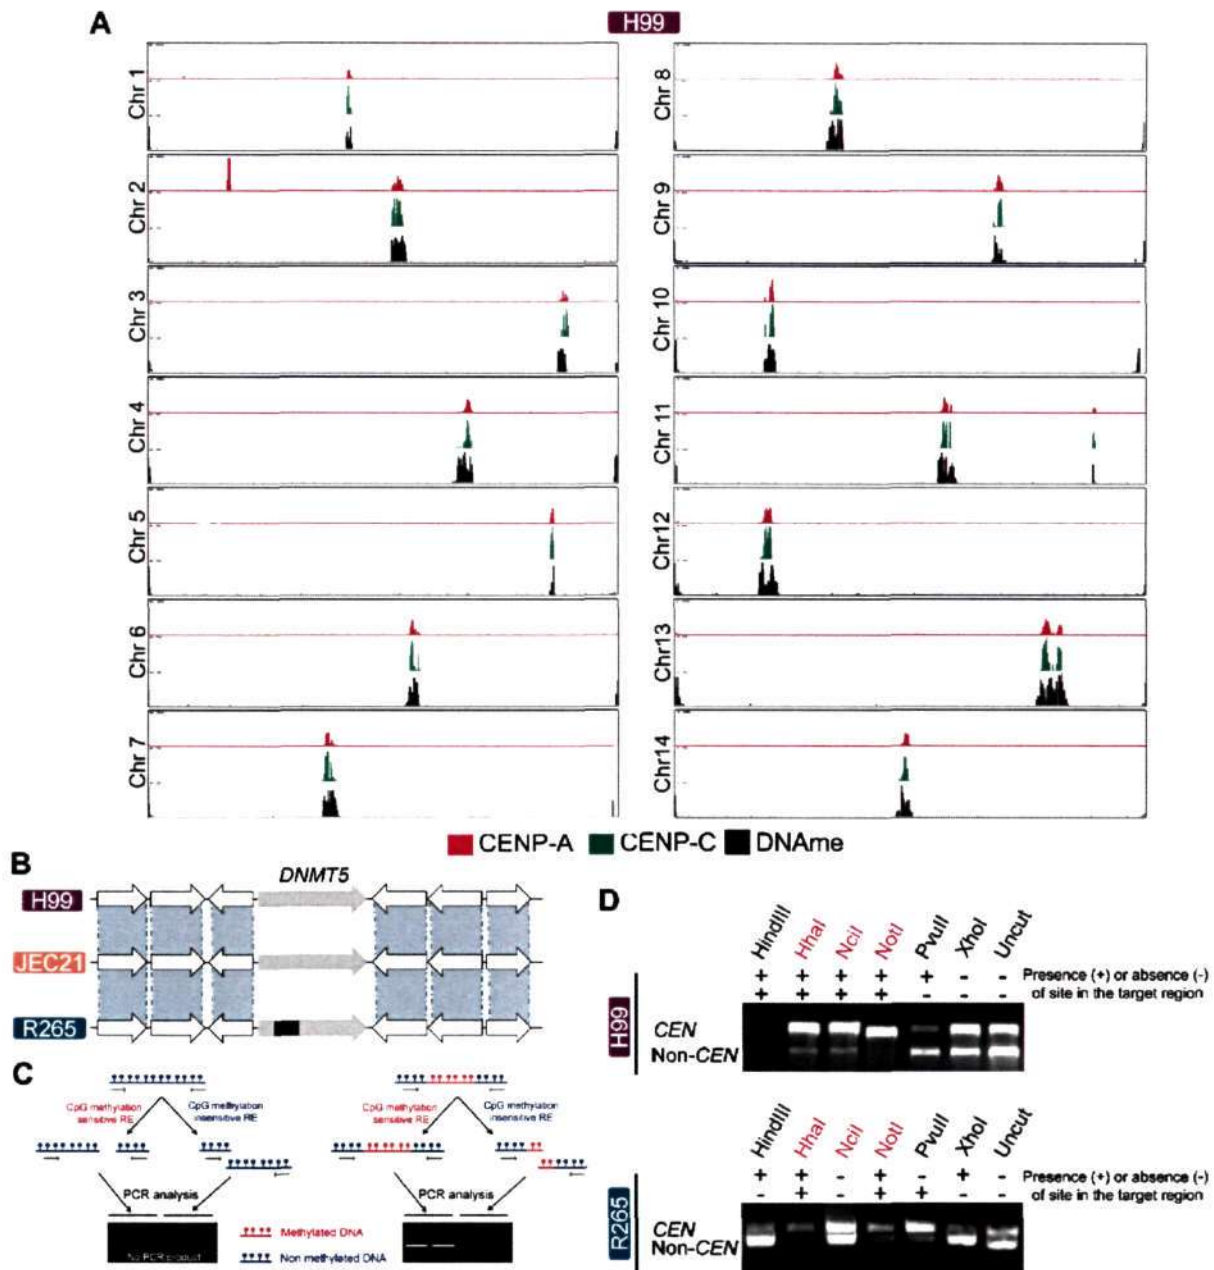 A
H99
Chr 1
Chr 2
Chr 3
Chr 4
Chr 5
Chr 6
Chr 7
Chr 8
Chr 9
Chr 10
Chr 11
Chr12
Chr13
Chr14
CENP-A CENP-C DNAme
B
DNMT5
H99
JEC21
R265
C
CpG methylation sensitive RE
CpG methylation insensitive RE
PCR analysis
No PCR product
CpG methylation sensitive RE
CpG methylation insensitive RE
PCR analysis
Methylated DNA
Non methylated DNA
D
HindIII HhaI NciI NotI PvuII XhoI Uncut
+ + + + + - - Presence (+) or absence (-)
+ + + + - - - of site in the target region
H99
CEN
Non-CEN
HindIII HhaI NciI NotI PvuII XhoI Uncut
+ - - + - + - Presence (+) or absence (-)
- + - + + - - of site in the target region
R265
CEN
Non-CEN